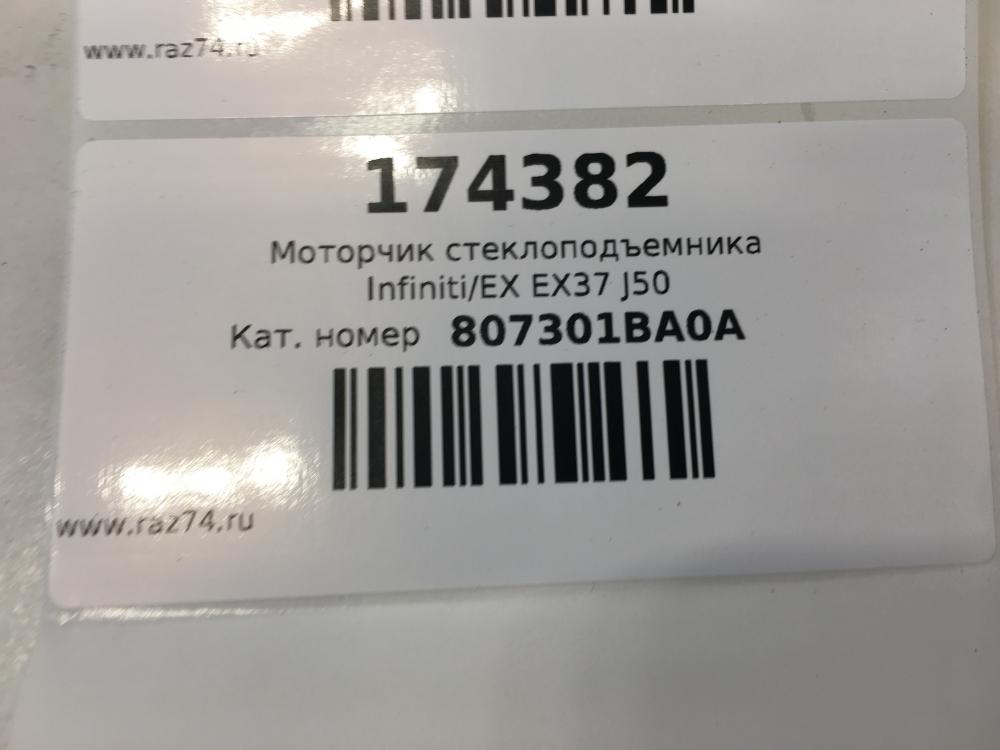 www.raz74.ru
174382
Моторчик стеклоподъемника
Infiniti/EX EX37 J50
Кат. номер 807301BA0A
www.raz74.ru